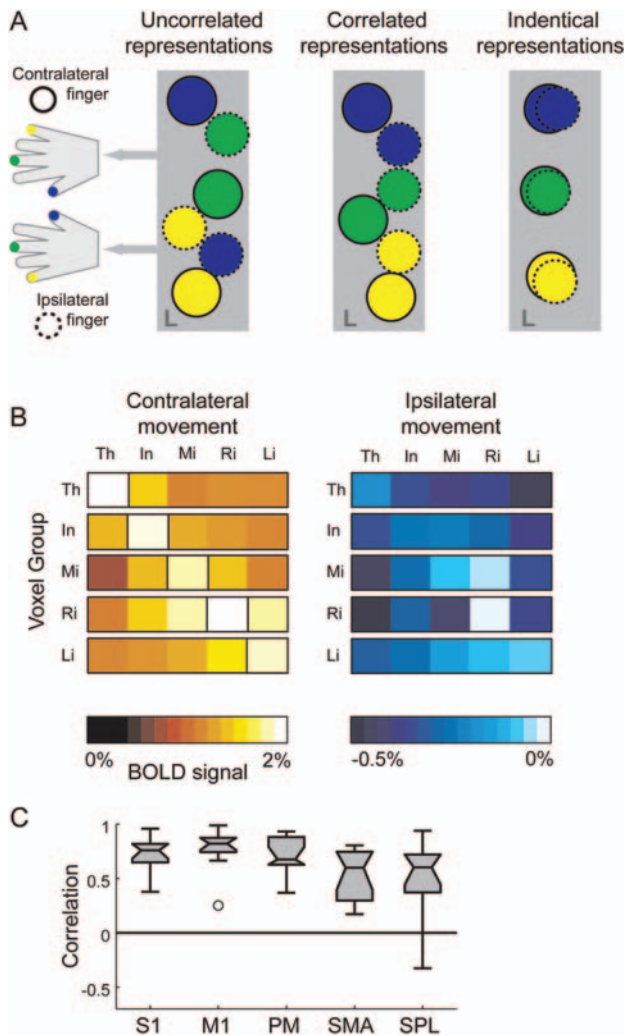 A
Uncorrelated representations
Correlated representations
Indentical representations
Contralateral finger
Ipsilateral finger
L
L
L
B
Contralateral movement
Ipsilateral movement
Th In Mi Ri Li
Th In Mi Ri Li
Voxel Group
Th
In
Mi
Ri
Li
Th
In
Mi
Ri
Li
0% 2%
BOLD signal
-0.5% 0%
C
Correlation
1
0.5
0
-0.5
S1 M1 PM SMA SPL